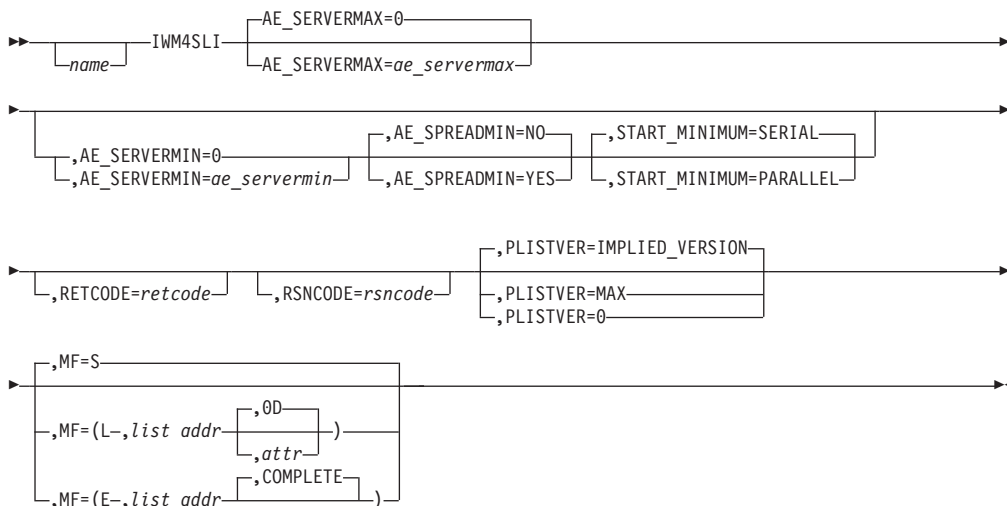 AE_SERVERMAX=0
name IWM4SLI AE_SERVERMAX=ae_servermax
,AE_SERVERMIN=0 ,AE_SPREADMIN=NO ,START_MINIMUM=SERIAL
,AE_SERVERMIN=ae_servermin ,AE_SPREADMIN=YES ,START_MINIMUM=PARALLEL
,PLISTVER=IMPLIED_VERSION
,RETCODE=retcode ,RSNCODE=rsncode ,PLISTVER=MAX
,PLISTVER=0
,MF=S
,0D
,MF=(L ,list addr )
,attr
,COMPLETE
,MF=(E ,list addr )